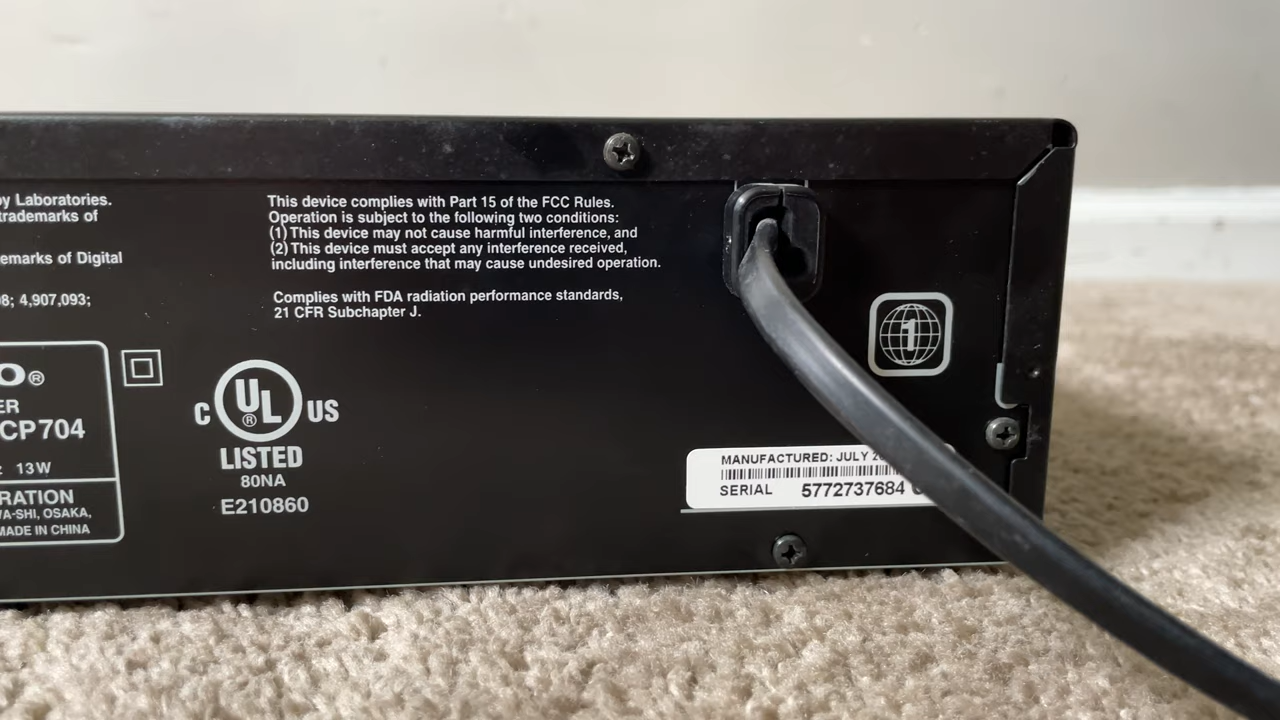 by Laboratories.
trademarks of
emarks of Digital
4,907,093;
O®
ER
CP704
13W
RATION
A-SHI, OSAKA,
MADE IN CHINA
C UL® US
LISTED
80NA
E210860
This device complies with Part 15 of the FCC Rules.
Operation is subject to the following two conditions:
(1) This device may not cause harmful interference, and
(2) This device must accept any interference received,
including interference that may cause undesired operation.
Complies with FDA radiation performance standards,
21 CFR Subchapter J.
1
MANUFACTURED: JULY
SERIAL 5772737684